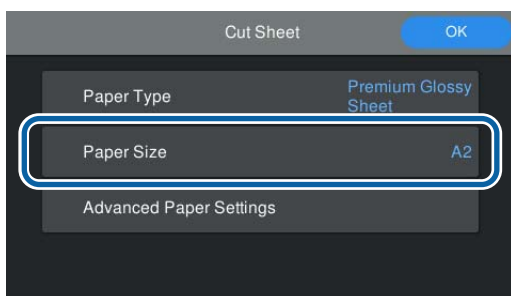 Cut Sheet
OK
Paper Type
Premium Glossy
Sheet
Paper Size
A2
Advanced Paper Settings